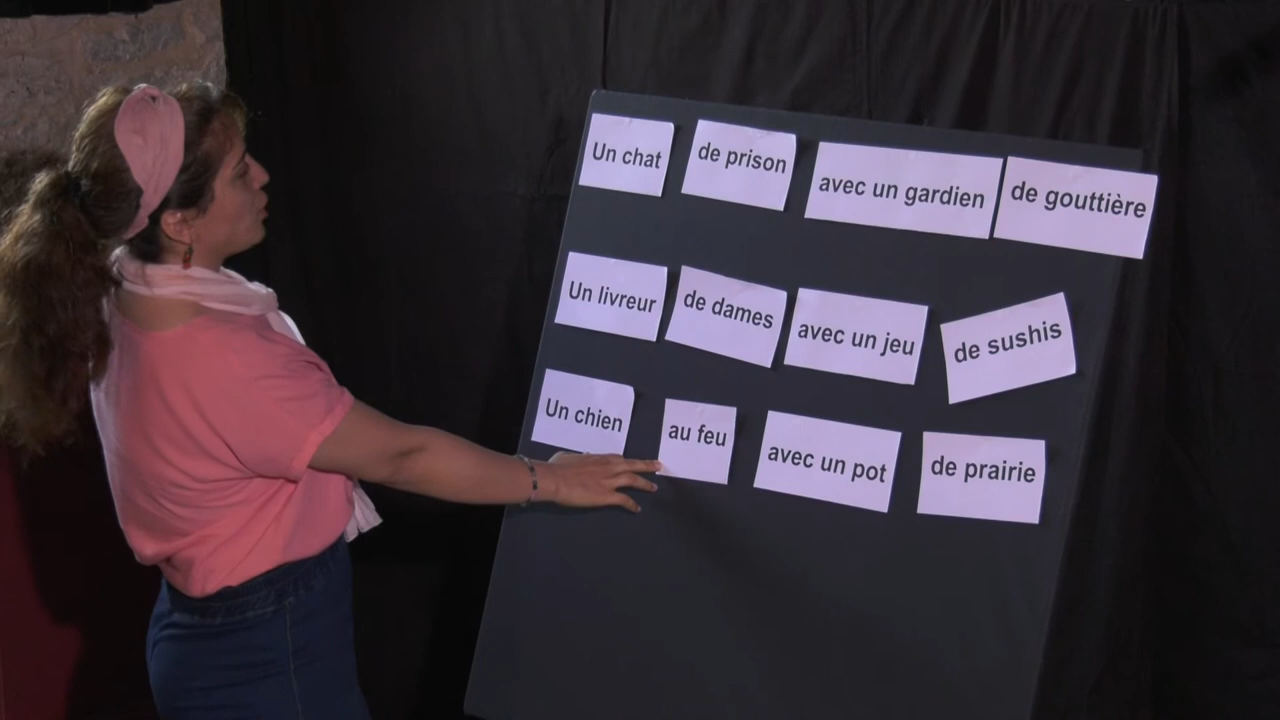 Un chat de prison avec un gardien de gouttière
Un livreur de dames avec un jeu de sushis
Un chien au feu avec un pot de prairie